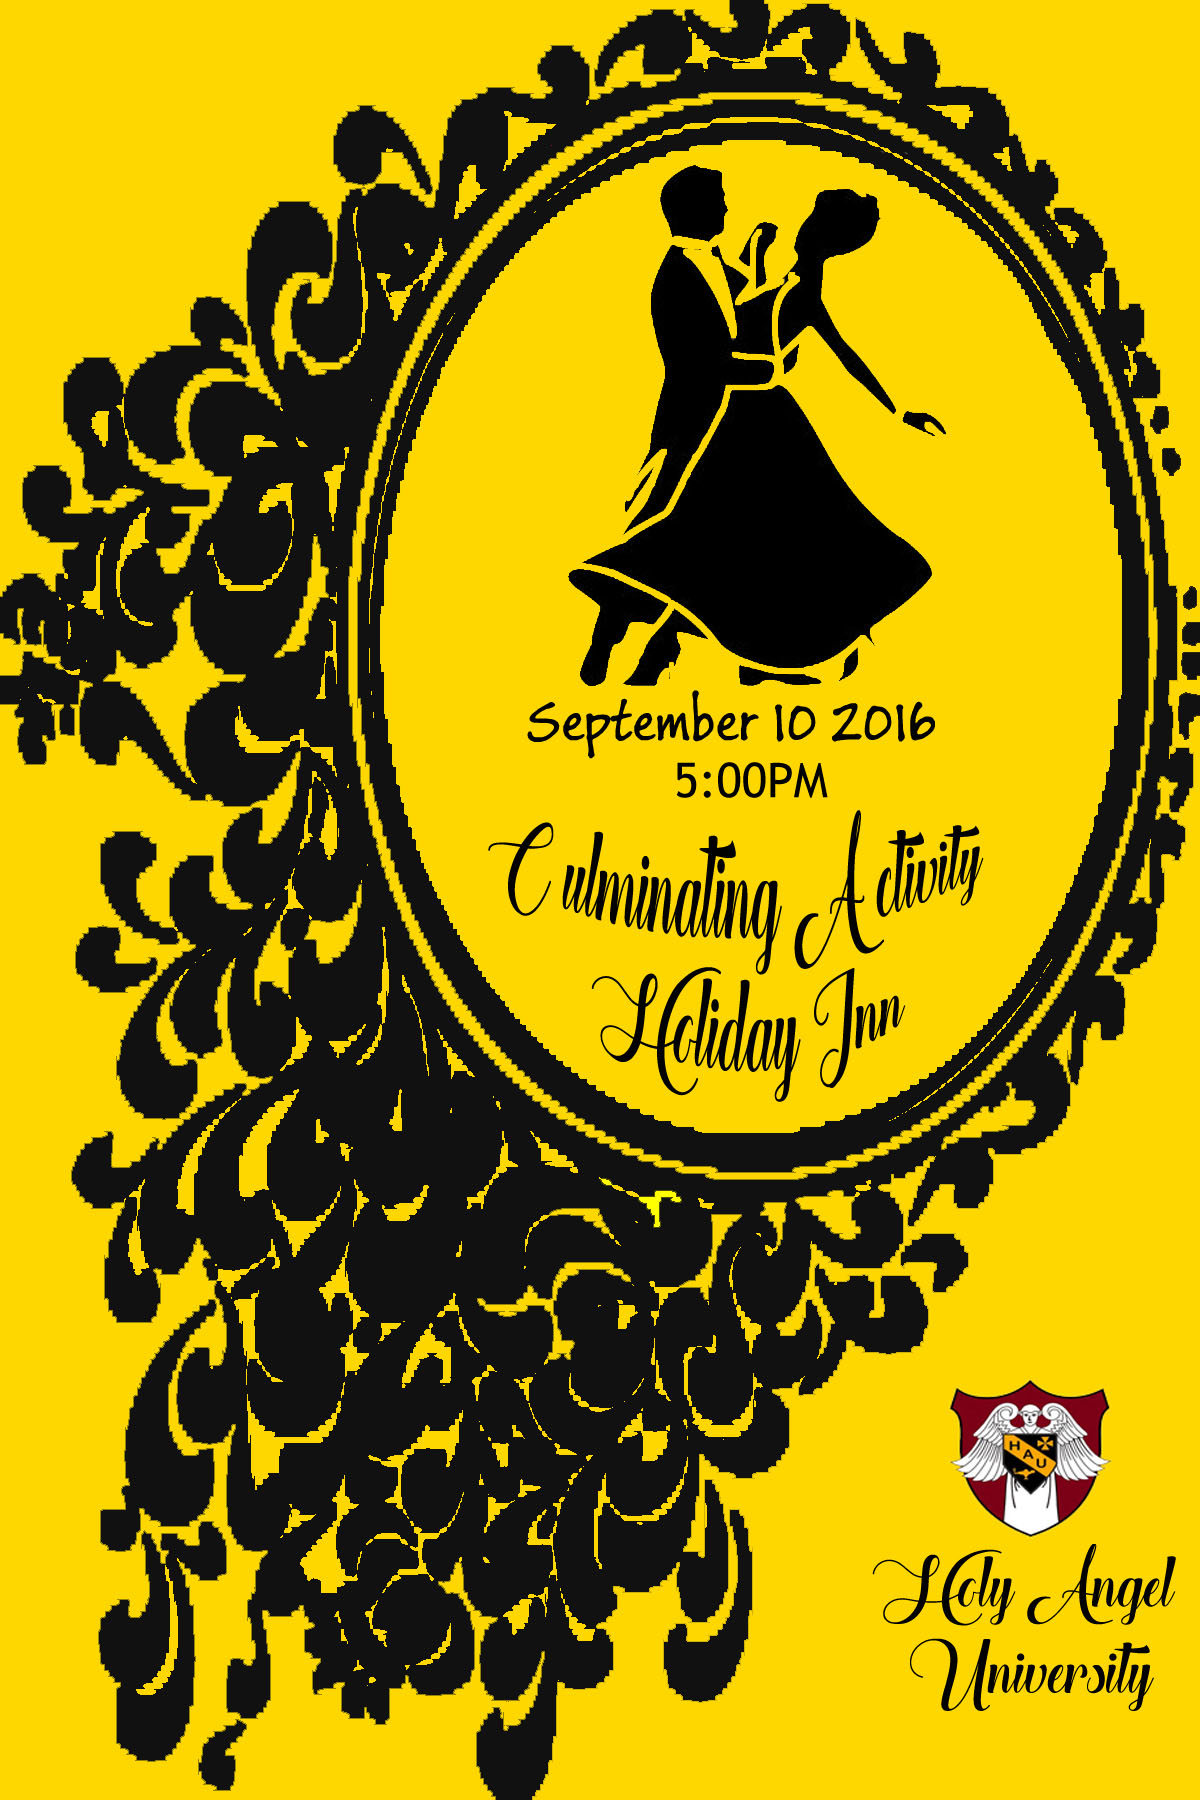 September 10 2016
5:00PM
Culminating Activity
Holiday Inn
HAU
Holy Angel
University